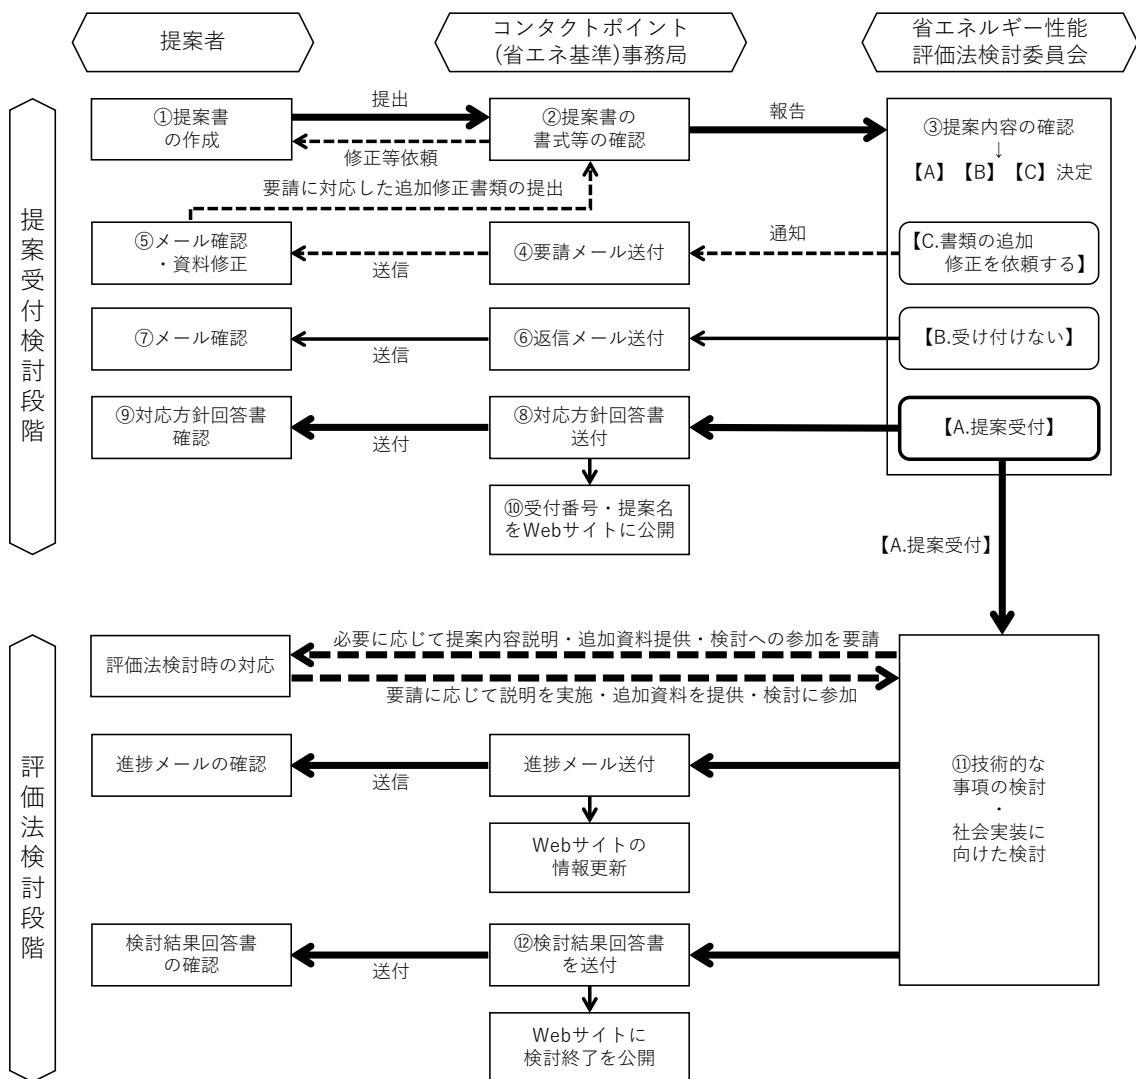 提案者
コンタクトポイント
(省エネ基準)事務局
省エネルギー性能
評価法検討委員会
提案受付検討段階
①提案書
の作成
提出
修正等依頼
②提案書の
書式等の確認
報告
③提案内容の確認
↓
【A】【B】【C】決定
要請に対応した追加修正書類の提出
⑤メール確認
・資料修正
送信
④要請メール送付
通知
【C.書類の追加
修正を依頼する】
⑦メール確認
送信
⑥返信メール送付
【B.受け付けない】
⑨対応方針回答書
確認
送付
⑧対応方針回答書
送付
【A.提案受付】
⑩受付番号・提案名
をWebサイトに公開
【A.提案受付】
評価法検討段階
評価法検討時の対応
必要に応じて提案内容説明・追加資料提供・検討への参加を要請
要請に応じて説明を実施・追加資料を提供・検討に参加
進捗メールの確認
送信
進捗メール送付
Webサイトの
情報更新
⑪技術的な
事項の検討
・
社会実装に
向けた検討
検討結果回答書
の確認
送付
⑫検討結果回答書
を送付
Webサイトに
検討終了を公開